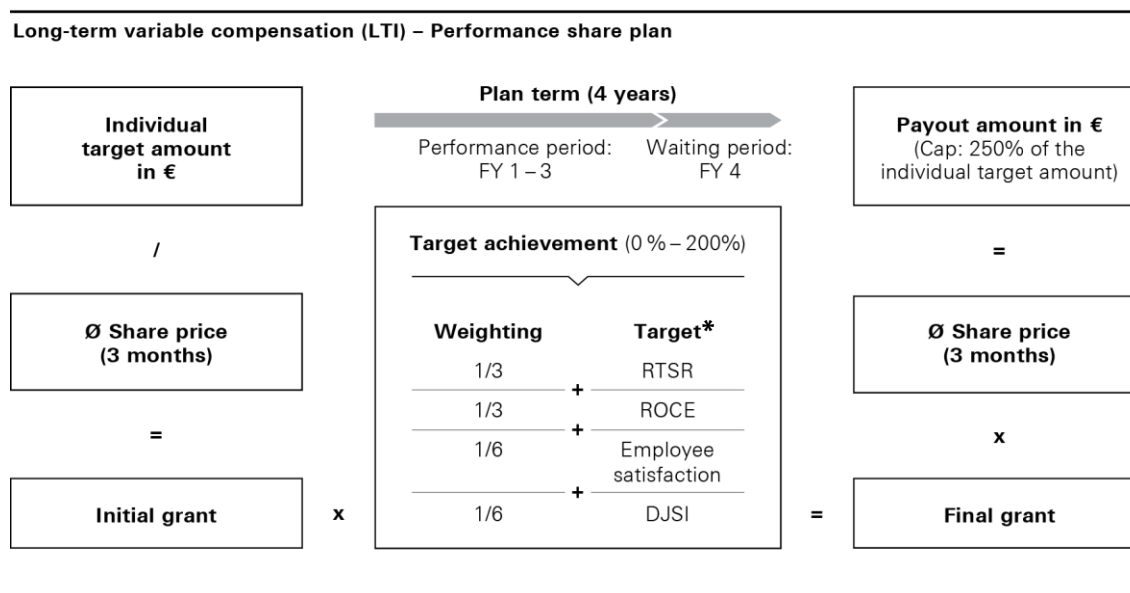 Long-term variable compensation (LTI) – Performance share plan
Individual
target amount
in €
/
Ø Share price
(3 months)
=
Initial grant
x
Plan term (4 years)
Performance period:
FY 1 – 3
Waiting period:
FY 4
Target achievement (0 % – 200%)
Weighting Target*
1/3 RTSR
+
1/3 ROCE
+
1/6 Employee
satisfaction
+
1/6 DJSI
=
Payout amount in €
(Cap: 250% of the
individual target amount)
=
Ø Share price
(3 months)
x
Final grant